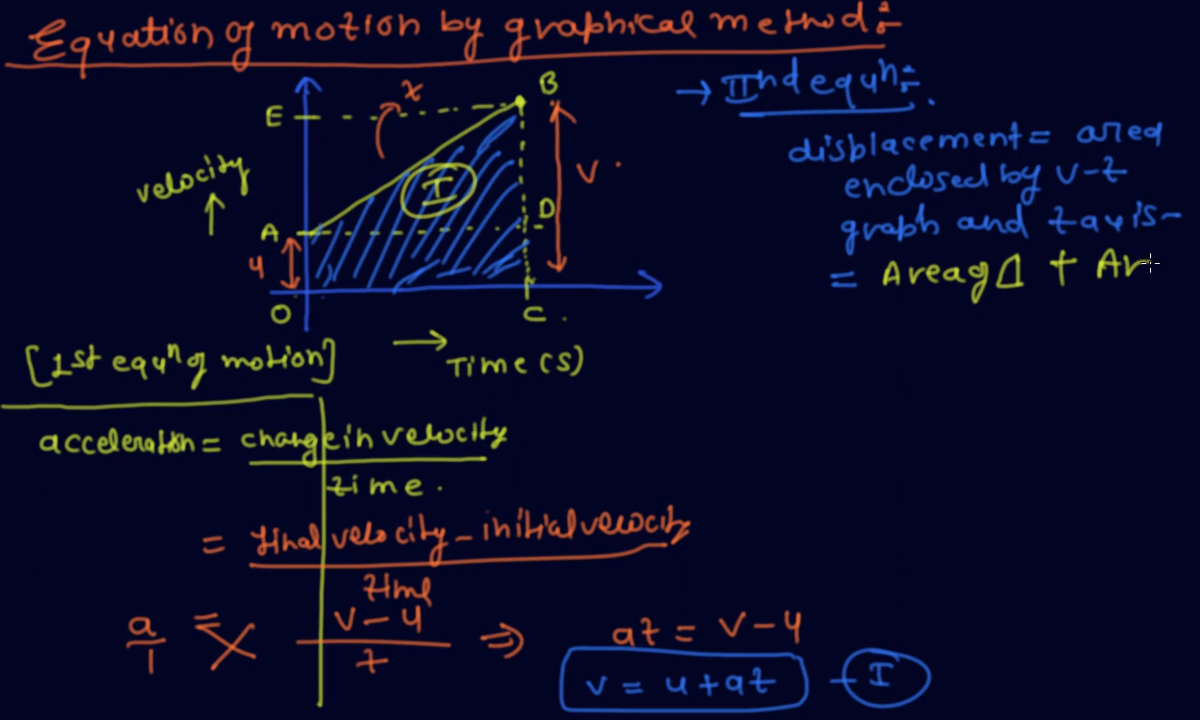 Equation of motion by graphical method:-
E
t
B
velocity
I
V
A
D
u
O
C
Time (s)
→ IInd equn:-
displacement = area
enclosed by v-t
graph and t axis-
= Area of Δ + Ar
[1st equn of motion]
acceleration = change in velocity
time.
= final velocity - initial velocity
time
a/1 = v-u/t ⇒ at = v-u
v = u+at - I